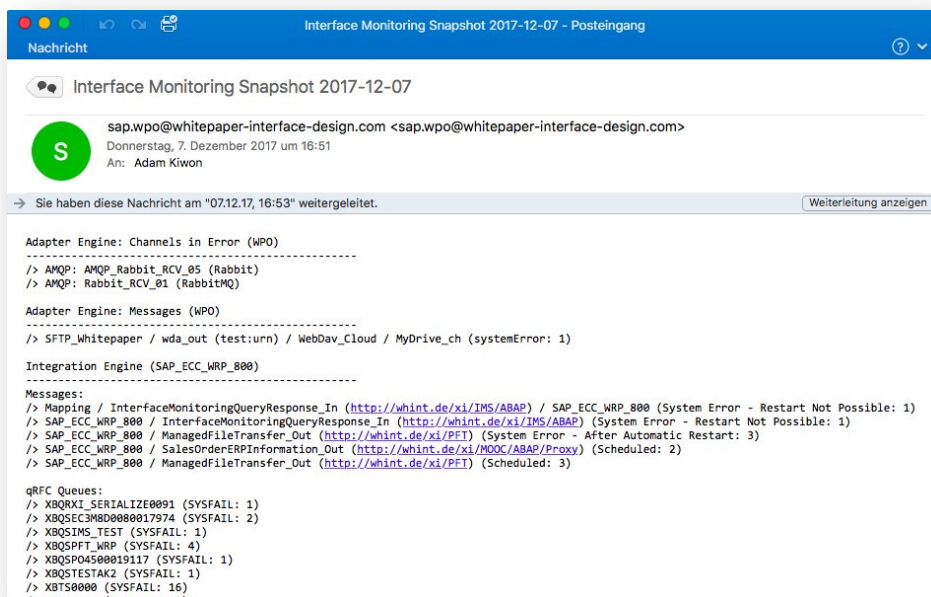 Interface Monitoring Snapshot 2017-12-07 - Posteingang
Nachricht
?
Interface Monitoring Snapshot 2017-12-07
S
sap.wpo@whitepaper-interface-design.com <sap.wpo@whitepaper-interface-design.com>
Donnerstag, 7. Dezember 2017 um 16:51
An: Adam Kiwon
Sie haben diese Nachricht am "07.12.17, 16:53" weitergeleitet.
Weiterleitung anzeigen
Adapter Engine: Channels in Error (WPO)
--------------------------------------------------
/> AMQP: AMQP_Rabbit_RCV_05 (Rabbit)
/> AMQP: Rabbit_RCV_01 (RabbitMQ)
Adapter Engine: Messages (WPO)
--------------------------------------------------
/> SFTP_Whitepaper / wda_out (test:urn) / WebDav_Cloud / MyDrive_ch (systemError: 1)
Integration Engine (SAP_ECC_WRP_800)
--------------------------------------------------
Messages:
/> Mapping / InterfaceMonitoringQueryResponse_In (http://whint.de/xi/IMS/ABAP) / SAP_ECC_WRP_800 (System Error - Restart Not Possible: 1)
/> SAP_ECC_WRP_800 / InterfaceMonitoringQueryResponse_In (http://whint.de/xi/IMS/ABAP) (System Error - Restart Not Possible: 1)
/> SAP_ECC_WRP_800 / ManagedFileTransfer_Out (http://whint.de/xi/PFT) (System Error - After Automatic Restart: 3)
/> SAP_ECC_WRP_800 / SalesOrderERPInformation_Out (http://whint.de/xi/MOOC/ABAp/Proxy) (Scheduled: 2)
/> SAP_ECC_WRP_800 / ManagedFileTransfer_Out (http://whint.de/xi/PFT) (Scheduled: 3)
qRFC Queues:
/> XBQRXI_SERIALIZE0091 (SYSFAIL: 1)
/> XBQSEC3M8D0080017974 (SYSFAIL: 2)
/> XBQSIMS_TEST (SYSFAIL: 1)
/> XBQSPFT_WRP (SYSFAIL: 4)
/> XBQSPO4500019117 (SYSFAIL: 1)
/> XBQSTESTAK2 (SYSFAIL: 1)
/> XBTS0000 (SYSFAIL: 16)